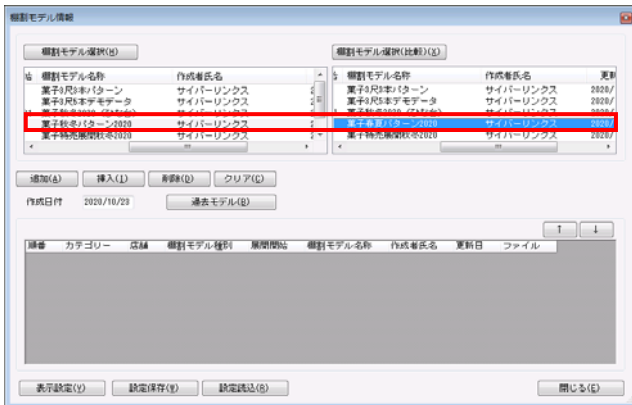 棚割モデル情報
棚割モデル選択(H)
棚割モデル選択(比較)(X)
棚割モデル名称 作成者氏名
菓子3尺3本パターン サイバーリンクス
菓子3尺5本デモデータ サイバーリンクス
菓子秋冬パターン2020 サイバーリンクス
菓子特売展開秋冬2020 サイバーリンクス
棚割モデル名称 作成者氏名 更新
菓子3尺3本パターン サイバーリンクス 2020/
菓子3尺5本デモデータ サイバーリンクス 2020/
菓子春夏パターン2020 サイバーリンクス 2020/
菓子特売展開秋冬2020 サイバーリンクス 2020/
追加(A) 挿入(I) 削除(D) クリア(C)
作成日付 2020/10/23 過去モデル(B)
↑ ↓
順番 カテゴリー 店舗 棚割モデル種別 展開開始 棚割モデル名称 作成者氏名 更新日 ファイル
表示設定(Y) 設定保存(W) 設定読込(R) 閉じる(E)